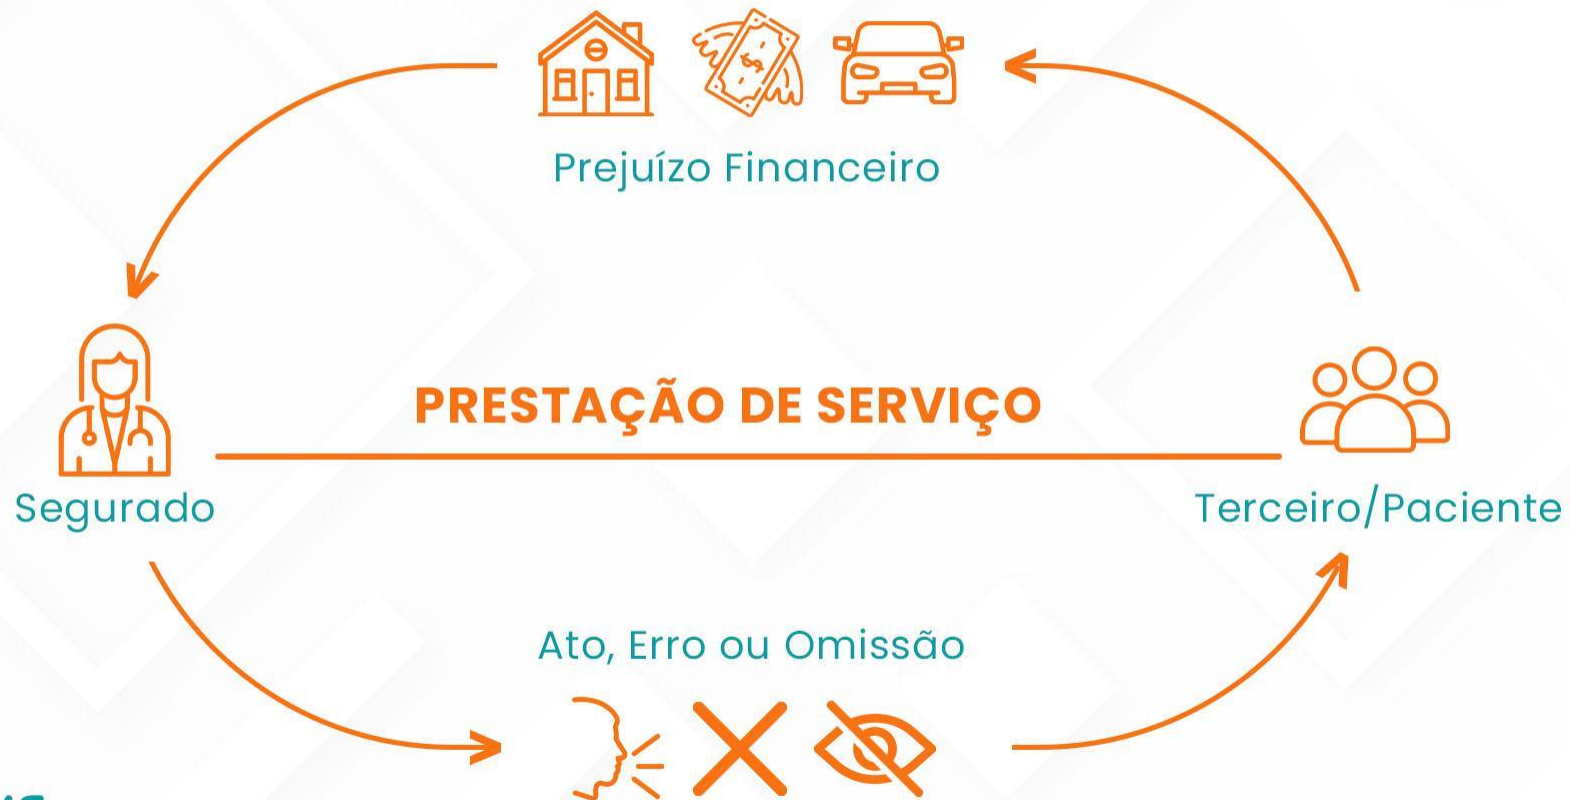 Prejuízo Financeiro
PRESTAÇÃO DE SERVIÇO
Segurado
Terceiro/Paciente
Ato, Erro ou Omissão